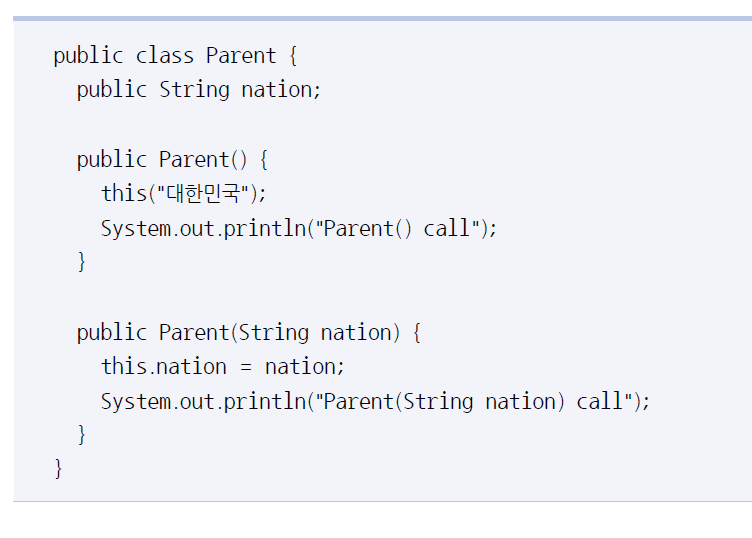 public class Parent {
public String nation;
public Parent() {
this("대한민국");
System.out.println("Parent() call");
}
public Parent(String nation) {
this.nation = nation;
System.out.println("Parent(String nation) call");
}
}